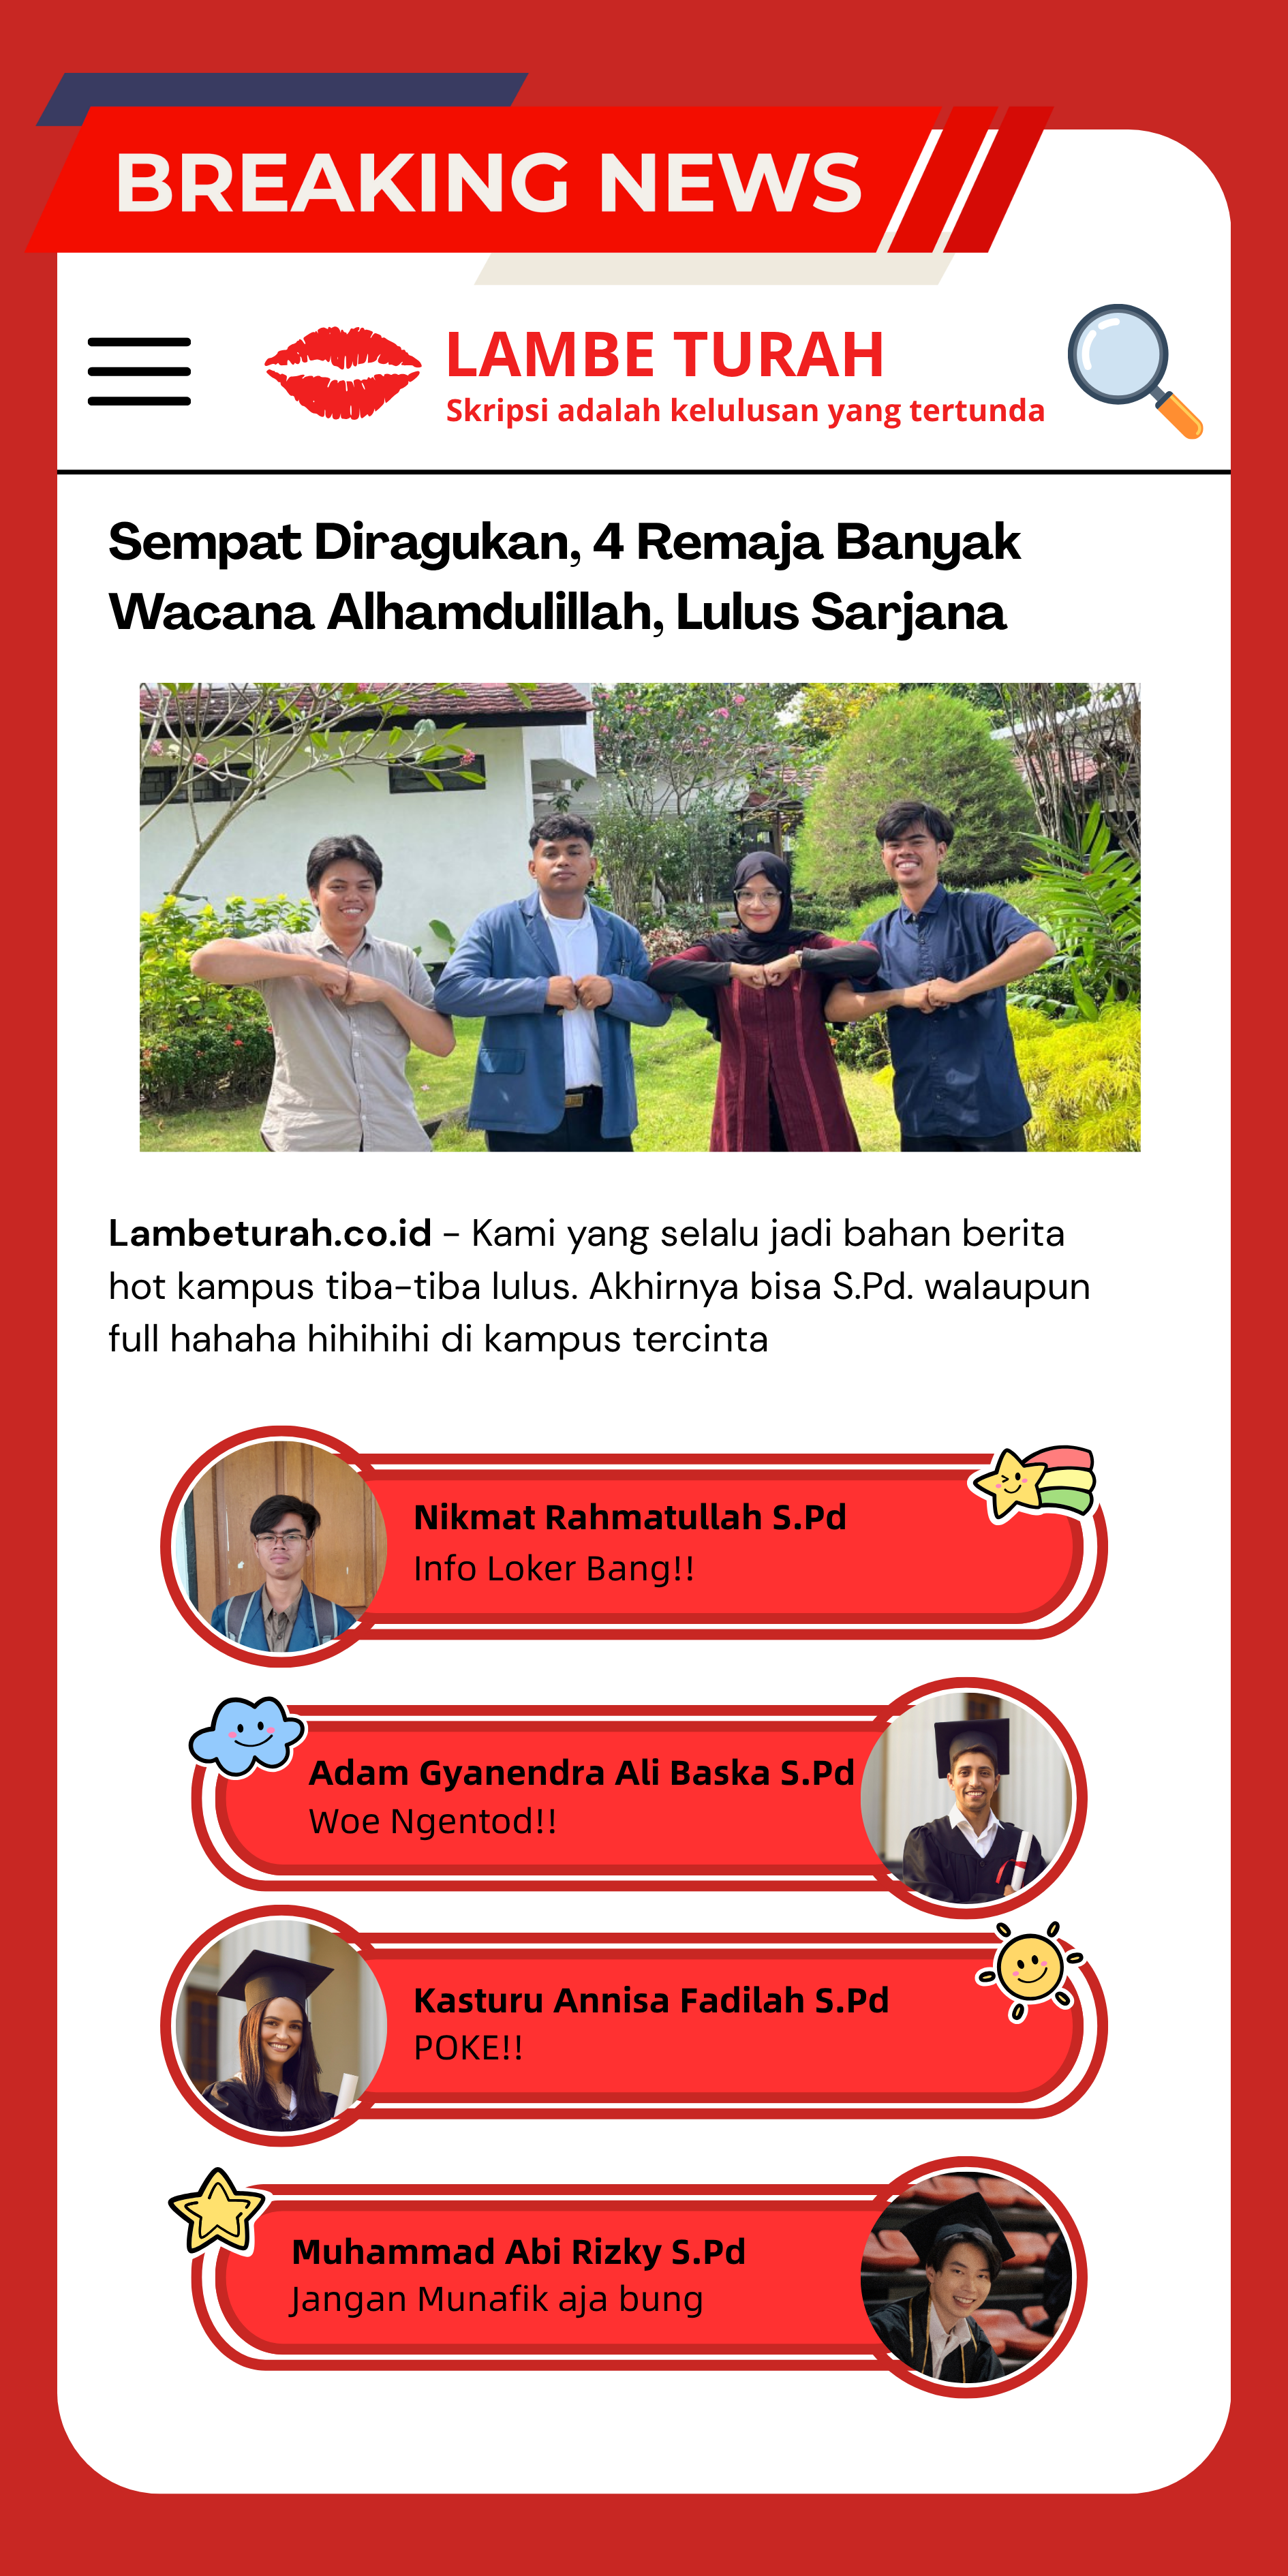 BREAKING NEWS
LAMBE TURAH
Skripsi adalah kelulusan yang tertunda
Sempat Diragukan, 4 Remaja Banyak
Wacana Alhamdulillah, Lulus Sarjana
Lambeturah.co.id - Kami yang selalu jadi bahan berita
hot kampus tiba-tiba lulus. Akhirnya bisa S.Pd. walaupun
full hahaha hihihihi di kampus tercinta
Nikmat Rahmatullah S.Pd
Info Loker Bang!!
Adam Gyanendra Ali Baska S.Pd
Woe Ngentod!!
Kasturu Annisa Fadilah S.Pd
POKE!!
Muhammad Abi Rizky S.Pd
Jangan Munafik aja bung